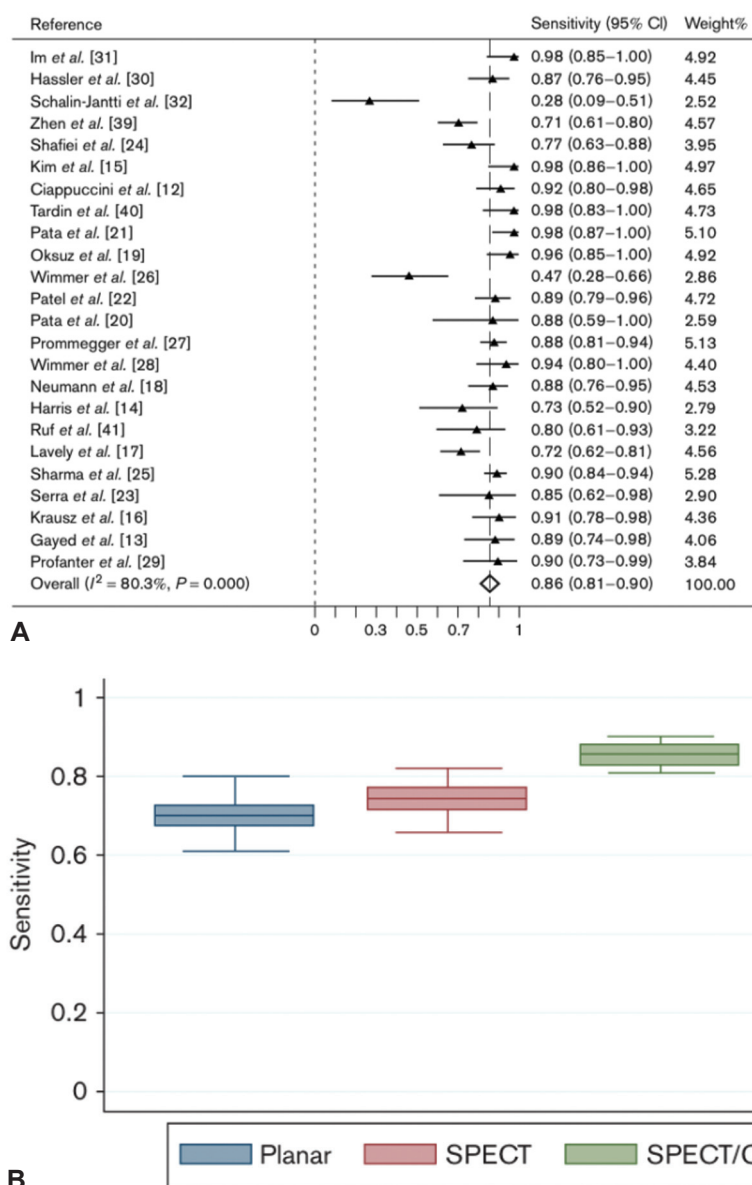 Reference Sensitivity (95% CI) Weight%
Im et al. [31] 0.98 (0.85–1.00) 4.92
Hassler et al. [30] 0.87 (0.76–0.95) 4.45
Schalin-Jantti et al. [32] 0.28 (0.09–0.51) 2.52
Zhen et al. [39] 0.71 (0.61–0.80) 4.57
Shafiei et al. [24] 0.77 (0.63–0.88) 3.95
Kim et al. [15] 0.98 (0.86–1.00) 4.97
Ciappuccini et al. [12] 0.92 (0.80–0.98) 4.65
Tardin et al. [40] 0.98 (0.83–1.00) 4.73
Pata et al. [21] 0.98 (0.87–1.00) 5.10
Oksuz et al. [19] 0.96 (0.85–1.00) 4.92
Wimmer et al. [26] 0.47 (0.28–0.66) 2.86
Patel et al. [22] 0.89 (0.79–0.96) 4.72
Pata et al. [20] 0.88 (0.59–1.00) 2.59
Prommegger et al. [27] 0.88 (0.81–0.94) 5.13
Wimmer et al. [28] 0.94 (0.80–1.00) 4.40
Neumann et al. [18] 0.88 (0.76–0.95) 4.53
Harris et al. [14] 0.73 (0.52–0.90) 2.79
Ruf et al. [41] 0.80 (0.61–0.93) 3.22
Lavely et al. [17] 0.72 (0.62–0.81) 4.56
Sharma et al. [25] 0.90 (0.84–0.94) 5.28
Serra et al. [23] 0.85 (0.62–0.98) 2.90
Krausz et al. [16] 0.91 (0.78–0.98) 4.36
Gayed et al. [13] 0.89 (0.74–0.98) 4.06
Profanter et al. [29] 0.90 (0.73–0.99) 3.84
Overall (I² = 80.3%, P = 0.000) 0.86 (0.81–0.90) 100.00
0 0.3 0.5 0.7 1
A
1
0.8
0.6
0.4
0.2
0
Sensitivity
Planar SPECT SPECT/C
B